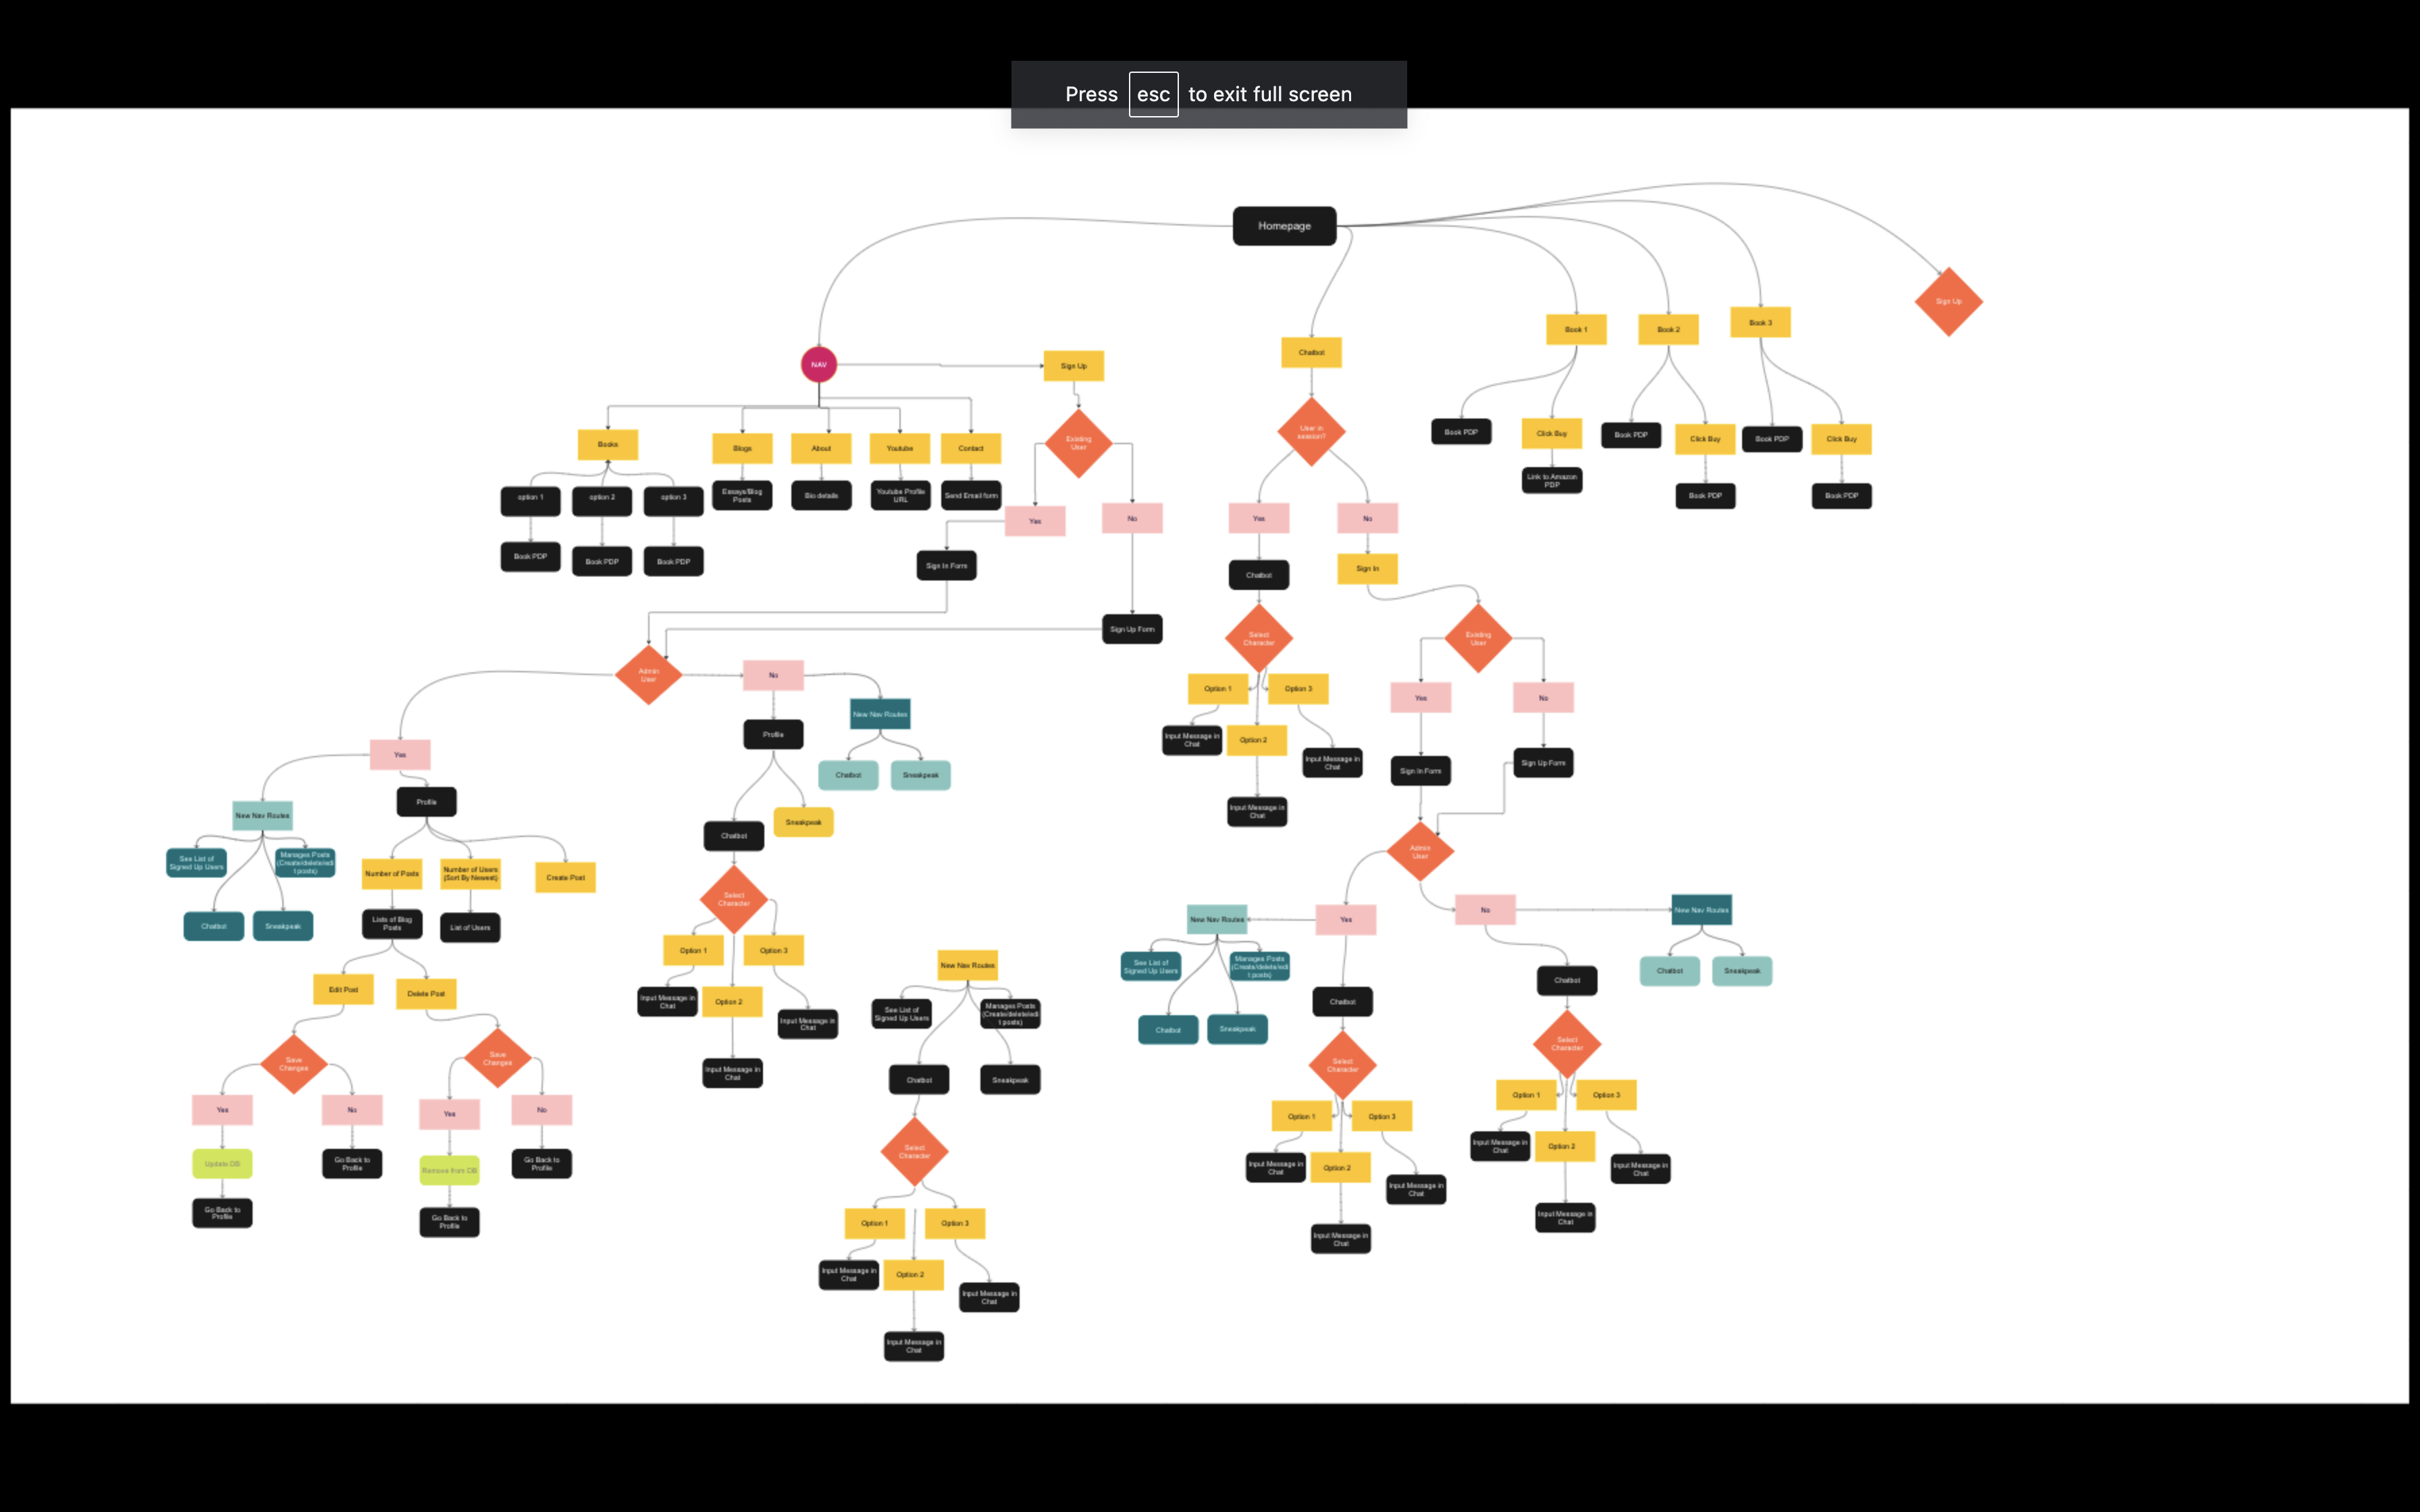 Press esc to exit full screen
Homepage
Sign Up
Book 1
Book 2
Book 3
NAV
Sign Up
Chatbot
Book PDP
Click Buy
Book PDP
Click Buy
Book PDP
Click Buy
Link to Amazon
PDP
Book PDP
Book PDP
Books
Blogs
About
Youtube
Contact
Existing
User
User in
session?
option 1
option 2
option 3
Essays/Blog
Posts
Bio details
Youtube Profile
URL
Send Email form
Yes
No
Yes
No
Book PDP
Book PDP
Book PDP
Sign In Form
Chatbot
Sign In
Sign Up Form
Select
Character
Existing
User
Admin
User
No
New Nav Routes
Option 1
Option 3
Yes
No
Profile
Input Message in
Chat
Option 2
Input Message in
Chat
Sign In Form
Sign Up Form
Yes
Chatbot
Sneakpeak
Input Message in
Chat
New Nav Routes
Profile
Chatbot
Sneakpeak
Admin
User
See List of
Signed Up Users
Manages Posts
(Create/delete/edi
t posts)
Number of Posts
Number of Users
(Sort By Newest)
Create Post
Select
Character
Chatbot
Sneakpeak
Lists of Blog
Posts
List of Users
New Nav Routes
Yes
No
New Nav Routes
Option 1
Option 3
New Nav Routes
See List of
Signed Up Users
Manages Posts
(Create/delete/edi
t posts)
Chatbot
Chatbot
Sneakpeak
Edit Post
Delete Post
Input Message in
Chat
Option 2
Input Message in
Chat
See List of
Signed Up Users
Manages Posts
(Create/delete/edi
t posts)
Chatbot
Sneakpeak
Chatbot
Save
Changes
Save
Changes
Input Message in
Chat
Chatbot
Sneakpeak
Select
Character
Select
Character
Yes
No
Yes
No
Select
Character
Option 1
Option 3
Option 1
Option 3
Update DB
Go Back to
Profile
Remove from DB
Go Back to
Profile
Input Message in
Chat
Option 2
Input Message in
Chat
Input Message in
Chat
Option 2
Input Message in
Chat
Go Back to
Profile
Go Back to
Profile
Option 1
Option 3
Input Message in
Chat
Input Message in
Chat
Input Message in
Chat
Option 2
Input Message in
Chat
Input Message in
Chat